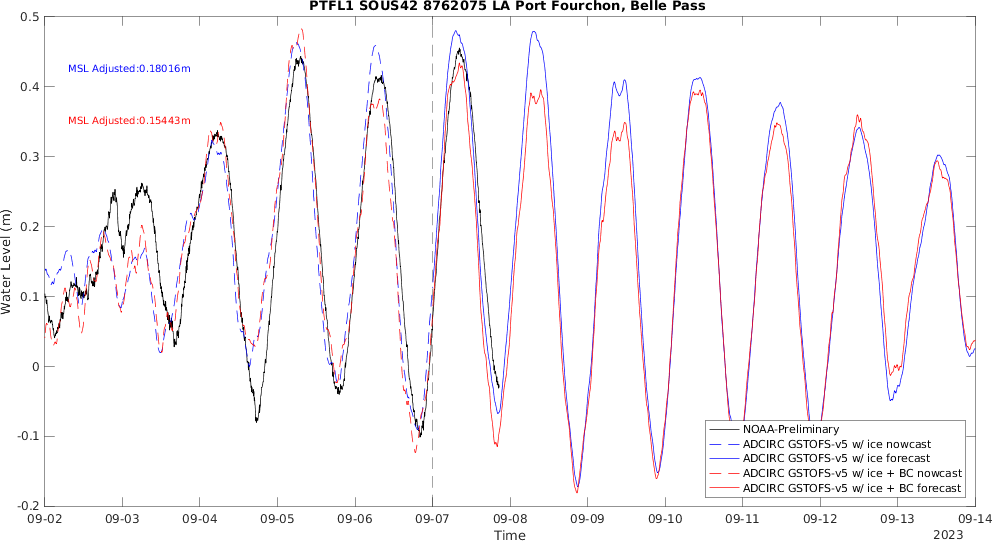 PTFL1 SOUS42 8762075 LA Port Fourchon, Belle Pass
0.5
0.4
0.3
0.2
0.1
0
-0.1
-0.2
Water Level (m)
MSL Adjusted:0.18016m
MSL Adjusted:0.15443m
NOAA-Preliminary
ADCIRC GSTOFS-v5 w/ ice nowcast
ADCIRC GSTOFS-v5 w/ ice forecast
ADCIRC GSTOFS-v5 w/ ice + BC nowcast
ADCIRC GSTOFS-v5 w/ ice + BC forecast
09-02 09-03 09-04 09-05 09-06 09-07 09-08 09-09 09-10 09-11 09-12 09-13 09-14
Time
2023